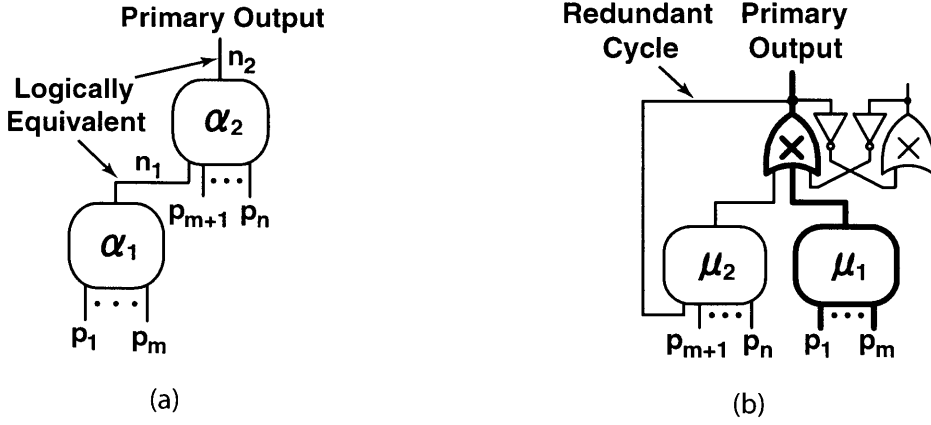 Primary Output
n2
Logically
Equivalent
α2
n1
pm+1 pn
α1
p1 pm
(a)
Redundant
Cycle
Primary
Output
μ2
μ1
pm+1 pn
p1 pm
(b)